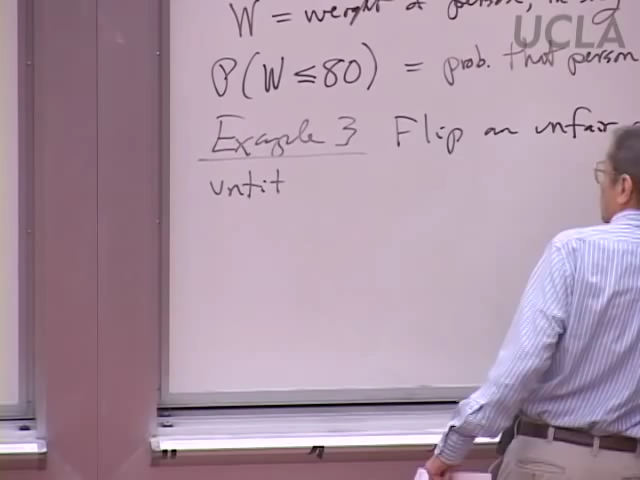 W = weight of person, in
UCLA
P(W ≤ 80) = prob. that person
Example 3 Flip an unfair
until